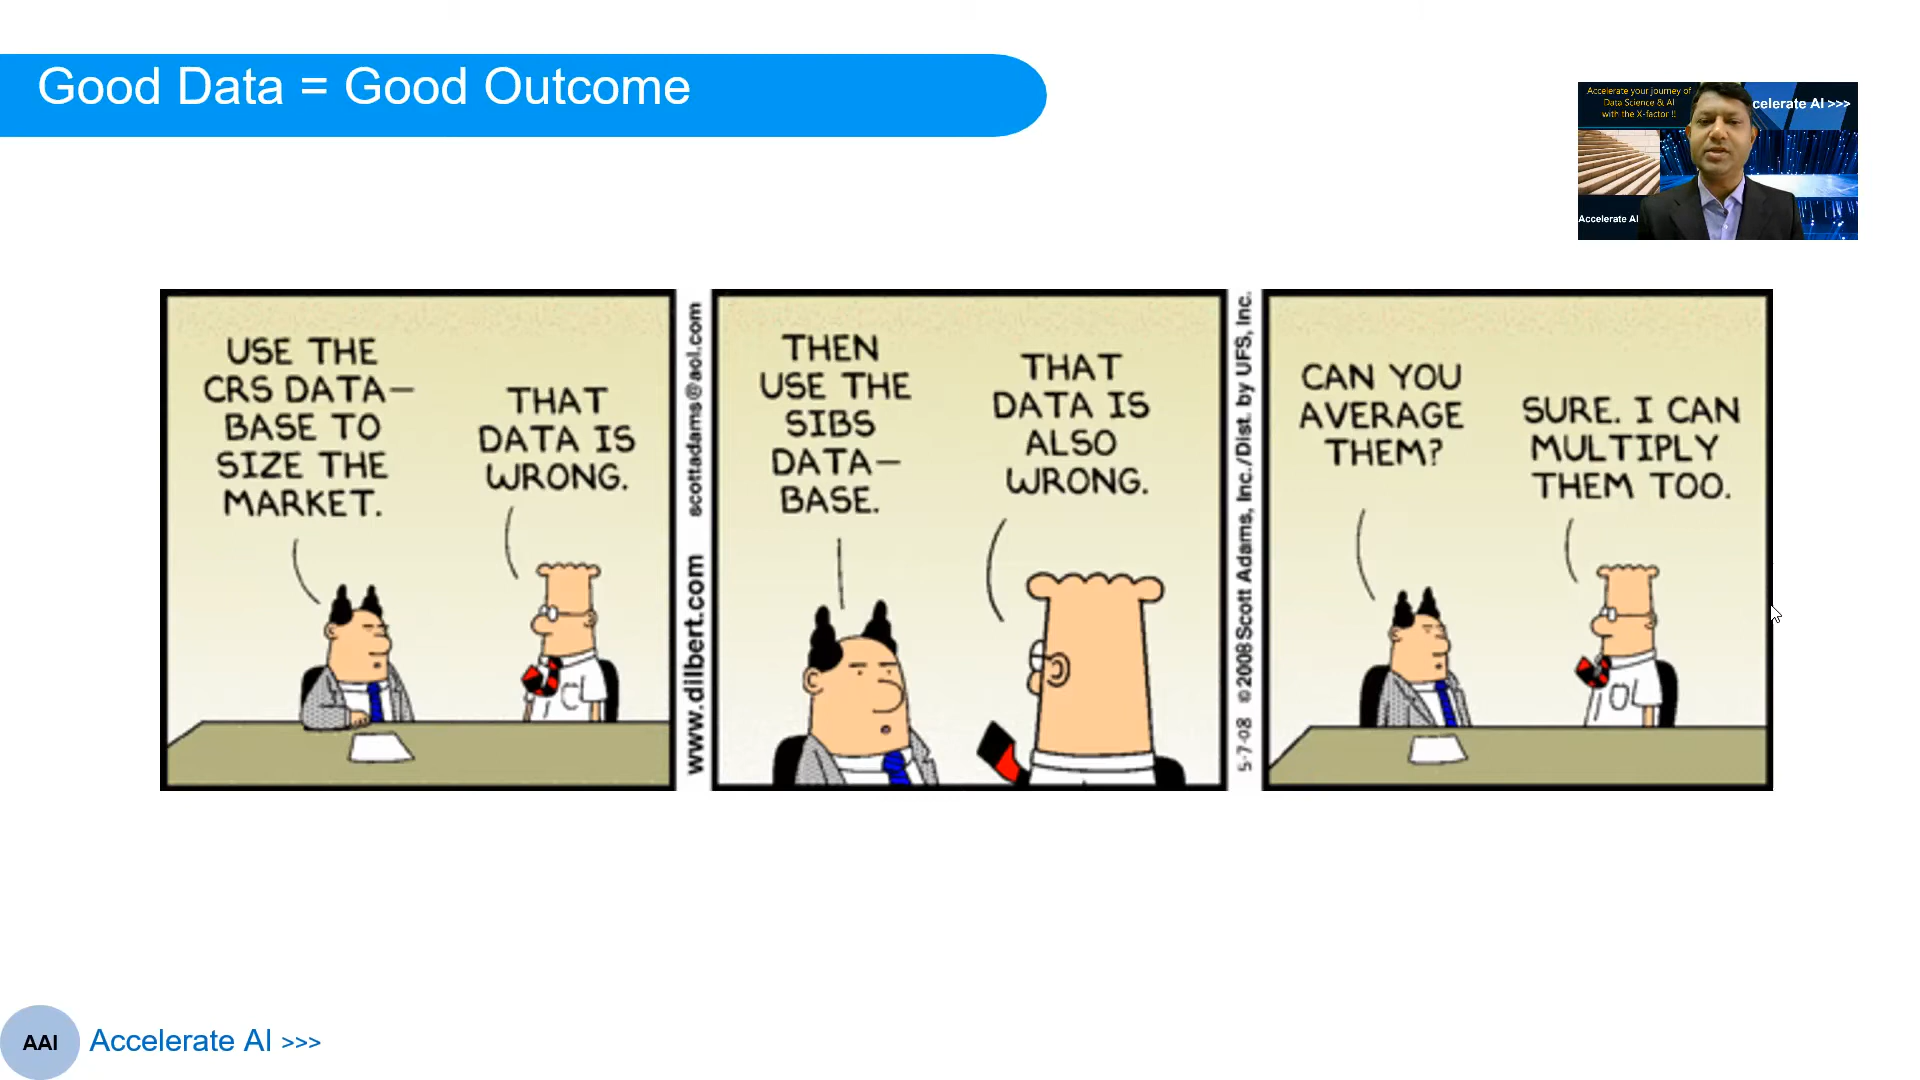 Good Data = Good Outcome
Accelerate your journey of
Data Science & AI
with the X-factor !!
celerate AI >>>
Accelerate AI
USE THE
CRS DATA-
BASE TO
SIZE THE
MARKET.
THAT
DATA IS
WRONG.
www.dilbert.com scottadams@aol.com
THEN
USE THE
SIBS
DATA-
BASE.
THAT
DATA IS
ALSO
WRONG.
5-7-08 ©2008 Scott Adams, Inc./Dist. by UFS, Inc.
CAN YOU
AVERAGE
THEM?
SURE. I CAN
MULTIPLY
THEM TOO.
AAI
Accelerate AI >>>